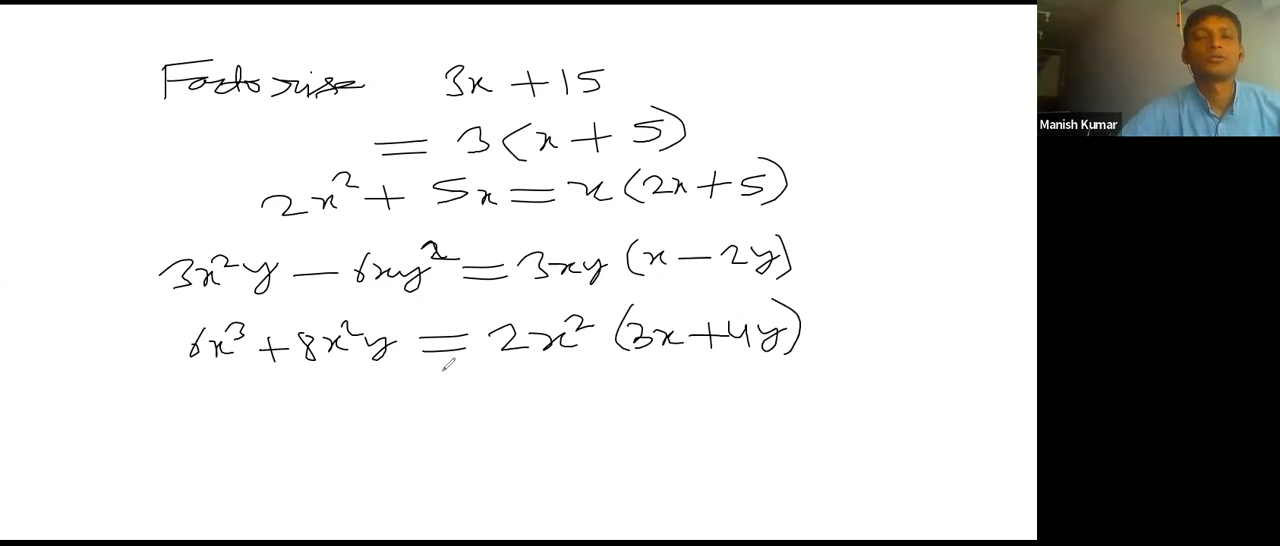 Factorise 3x + 15
= 3(x + 5)
2x² + 5x = x(2x + 5)
3x²y - 6xy² = 3xy(x - 2y)
6x³ + 8x²y = 2x²(3x + 4y)
Manish Kumar